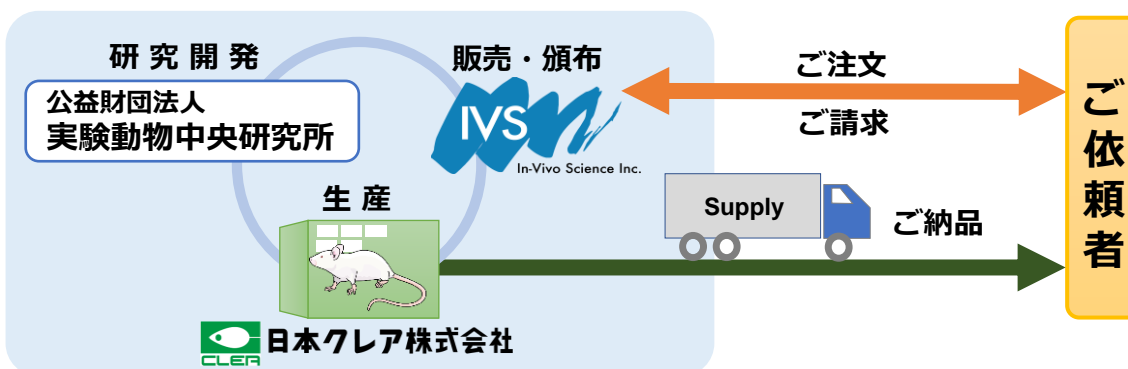 研究開発
公益財団法人
実験動物中央研究所
販売・頒布
IVS
In-Vivo Science Inc.
生産
CLEA
日本クレア株式会社
ご注文
ご請求
Supply
ご納品
ご依頼者